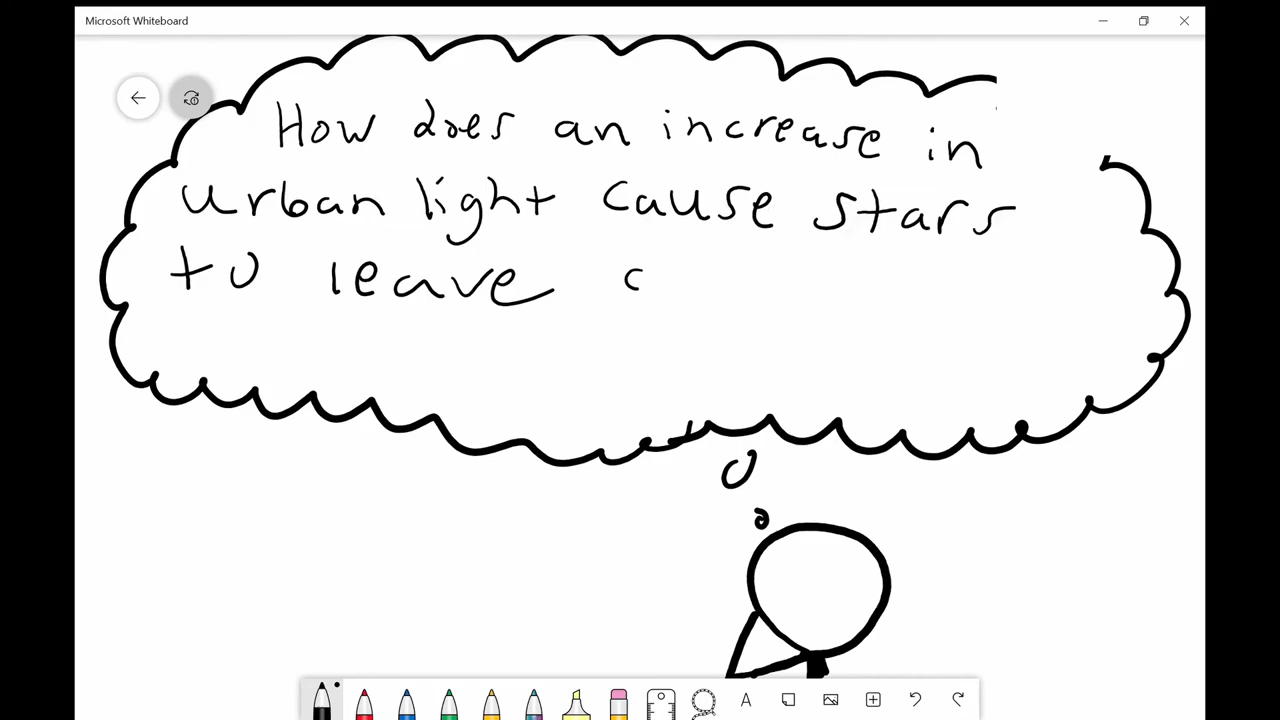 Microsoft Whiteboard
How does an increase in
urban light cause stars
to leave
A